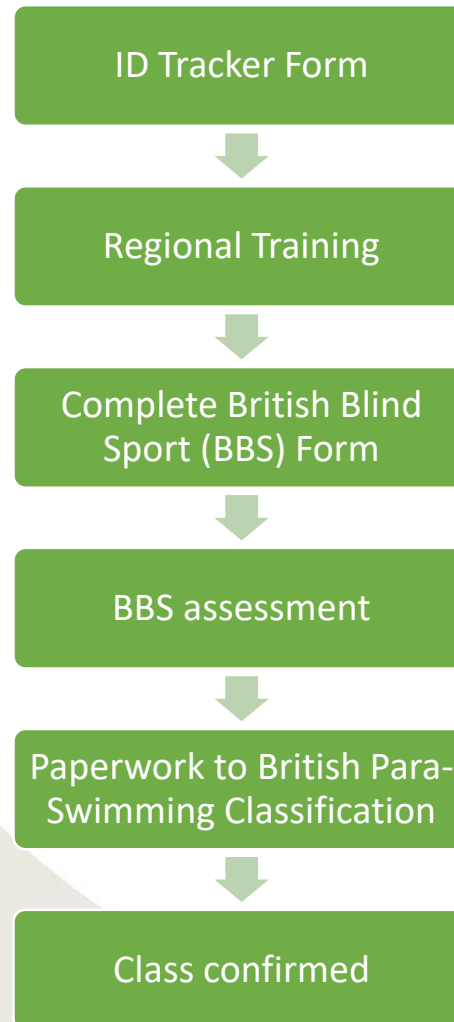 ID Tracker Form
Regional Training
Complete British Blind
Sport (BBS) Form
BBS assessment
Paperwork to British Para-
Swimming Classification
Class confirmed